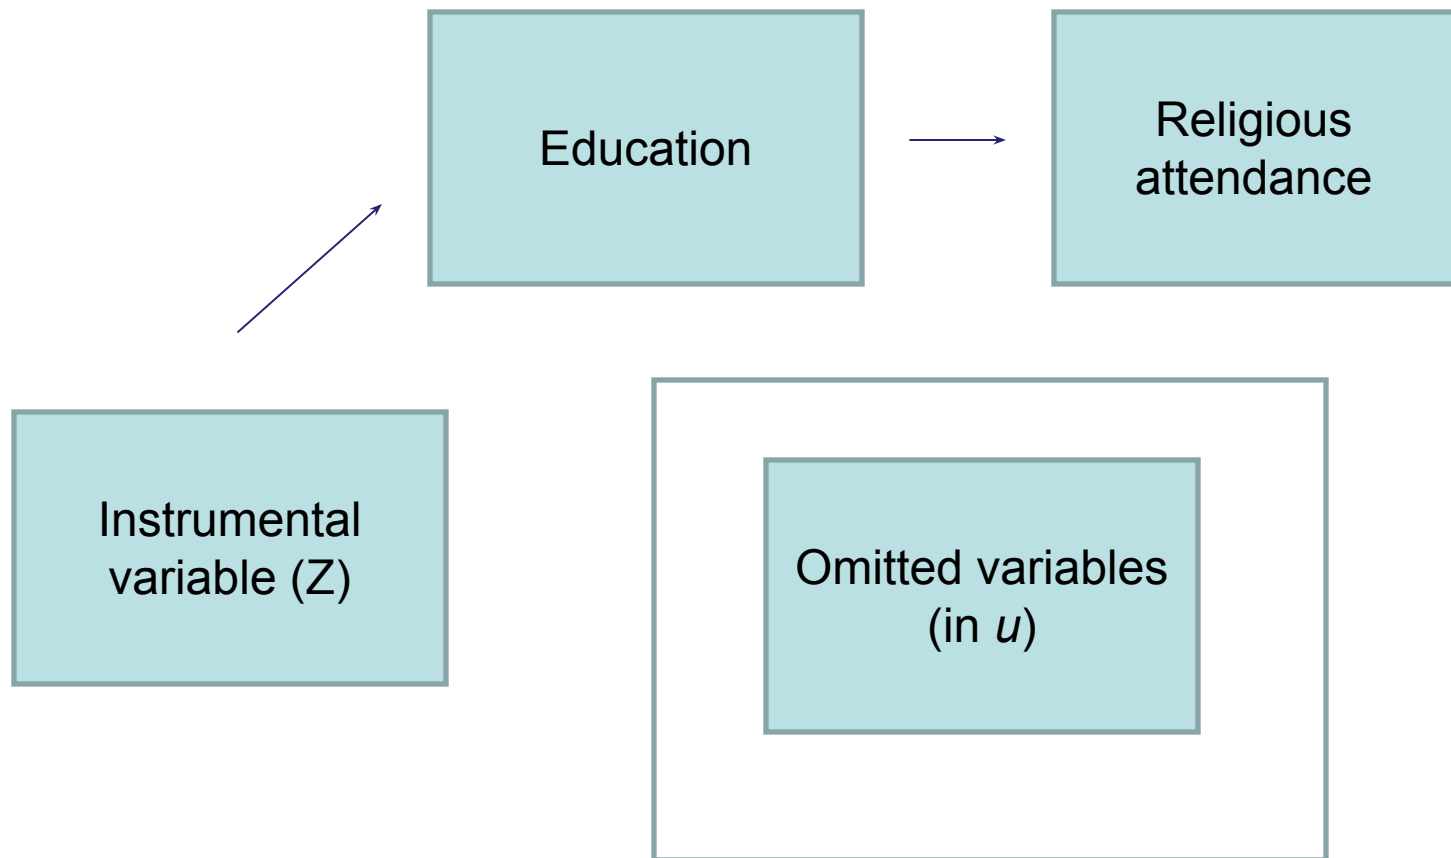 Education
Religious
attendance
Instrumental
variable (Z)
Omitted variables
(in u)